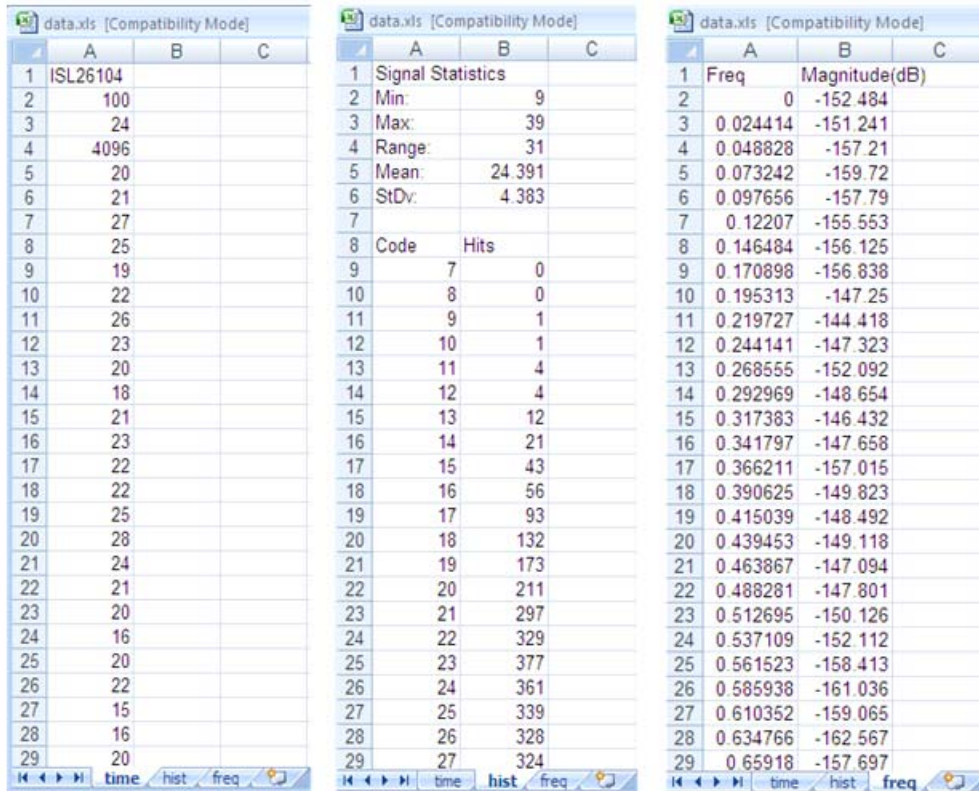 data.xls [Compatibility Mode]
A B C
1 ISL26104
2 100
3 24
4 4096
5 20
6 21
7 27
8 25
9 19
10 22
11 26
12 23
13 20
14 18
15 21
16 23
17 22
18 22
19 25
20 28
21 24
22 21
23 20
24 16
25 20
26 22
27 15
28 16
29 20
time hist freq
data.xls [Compatibility Mode]
A B C
1 Signal Statistics
2 Min: 9
3 Max: 39
4 Range: 31
5 Mean: 24.391
6 StDv: 4.383
7
8 Code Hits
9 7 0
10 8 0
11 9 1
12 10 1
13 11 4
14 12 4
15 13 12
16 14 21
17 15 43
18 16 56
19 17 93
20 18 132
21 19 173
22 20 211
23 21 297
24 22 329
25 23 377
26 24 361
27 25 339
28 26 328
29 27 324
time hist freq
data.xls [Compatibility Mode]
A B C
1 Freq Magnitude(dB)
2 0 -152.484
3 0.024414 -151.241
4 0.048828 -157.21
5 0.073242 -159.72
6 0.097656 -157.79
7 0.12207 -155.553
8 0.146484 -156.125
9 0.170898 -156.838
10 0.195313 -147.25
11 0.219727 -144.418
12 0.244141 -147.323
13 0.268555 -152.092
14 0.292969 -148.654
15 0.317383 -146.432
16 0.341797 -147.658
17 0.366211 -157.015
18 0.390625 -149.823
19 0.415039 -148.492
20 0.439453 -149.118
21 0.463867 -147.094
22 0.488281 -147.801
23 0.512695 -150.126
24 0.537109 -152.112
25 0.561523 -158.413
26 0.585938 -161.036
27 0.610352 -159.065
28 0.634766 -162.567
29 0.65918 -157.697
time hist freq